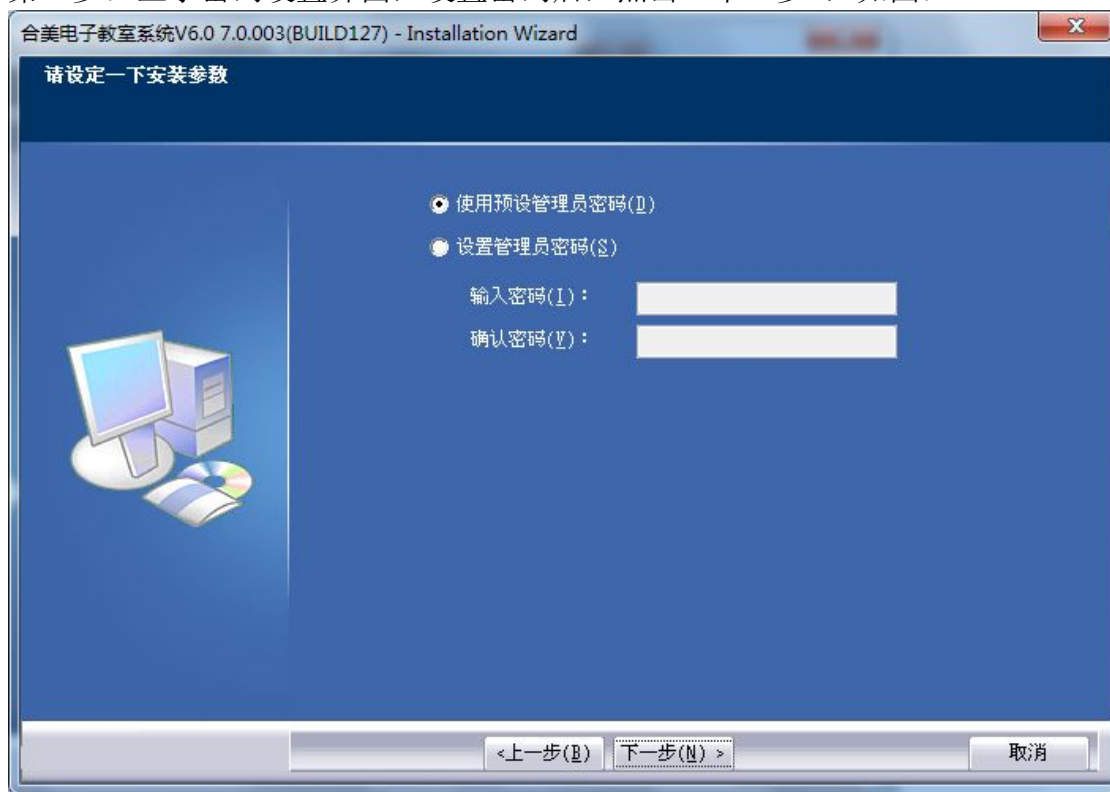 合美电子教室系统V6.0 7.0.003(BUILD127) - Installation Wizard
请设定一下安装参数
使用预设管理员密码(D)
设置管理员密码(S)
输入密码(I)：
确认密码(V)：
<上一步(B) 下一步(N) > 取消